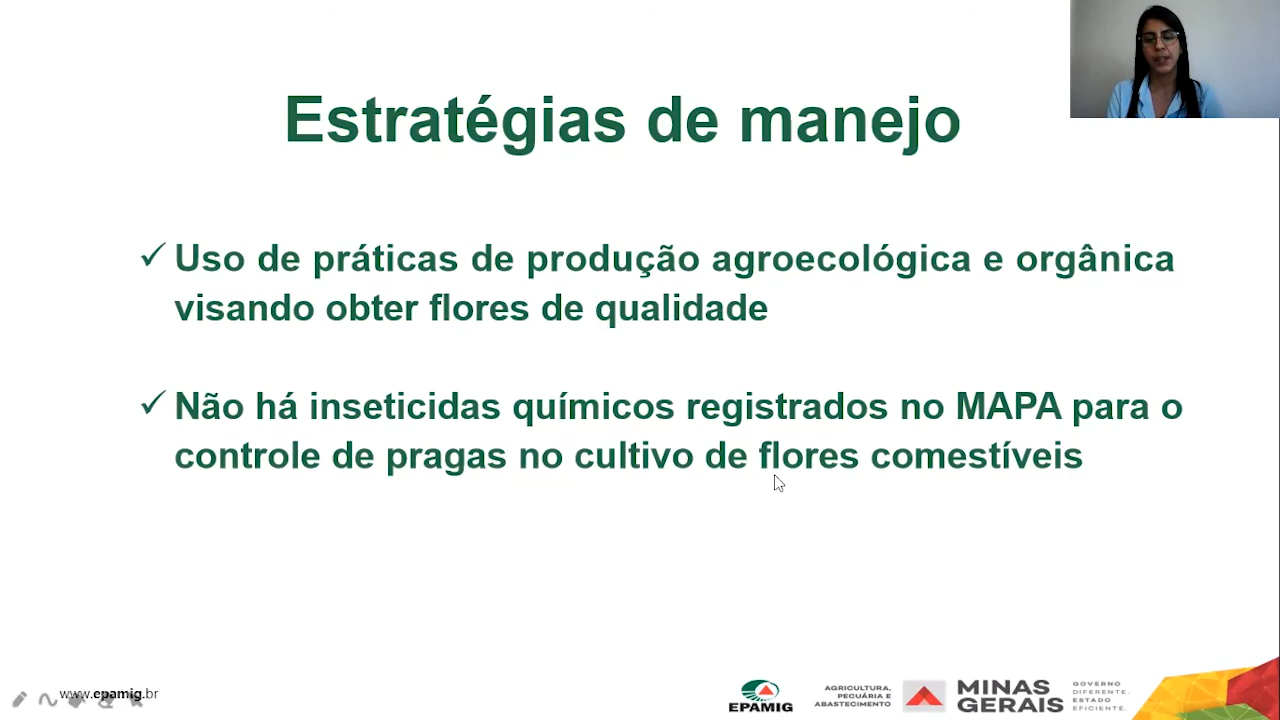 Estratégias de manejo
✓ Uso de práticas de produção agroecológica e orgânica
visando obter flores de qualidade
✓ Não há inseticidas químicos registrados no MAPA para o
controle de pragas no cultivo de flores comestíveis
www.epamig.br
EPAMIG
AGRICULTURA,
PECUÁRIA E
ABASTECIMENTO
MINAS
GERAIS
GOVERNO
DIFERENTE.
ESTADO
EFICIENTE.